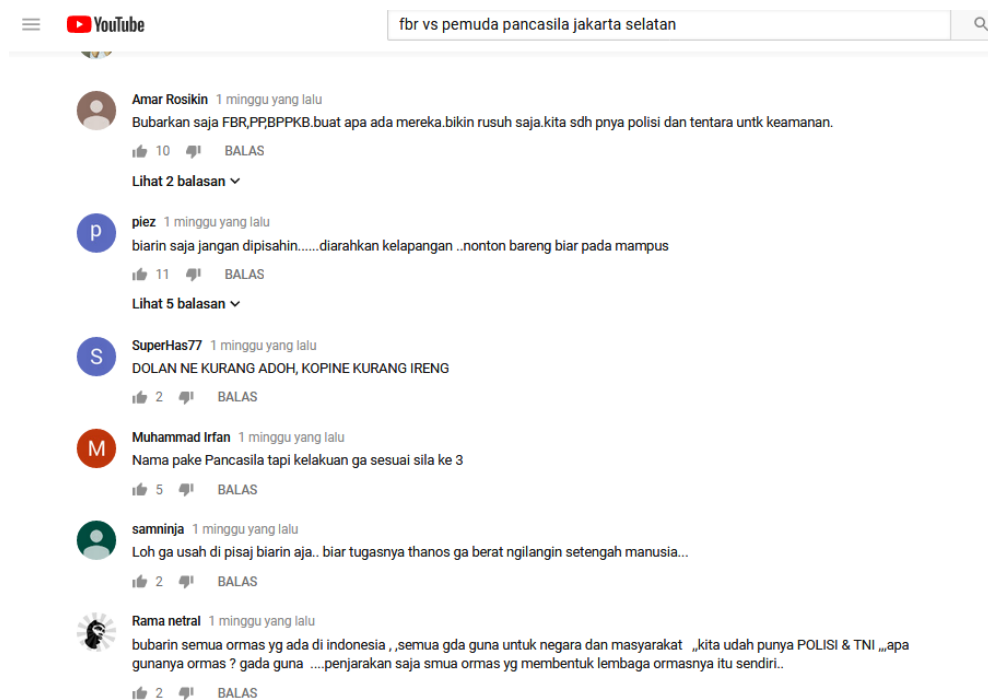 YouTube
fbr vs pemuda pancasila jakarta selatan
Amar Rosikin 1 minggu yang lalu
Bubarkan saja FBR,PP,BPPKB.buat apa ada mereka.bikin rusuh saja.kita sdh pnya polisi dan tentara untk keamanan.
10 BALAS
Lihat 2 balasan
p
piez 1 minggu yang lalu
biarin saja jangan dipisahin......diarahkan kelapangan ..nonton bareng biar pada mampus
11 BALAS
Lihat 5 balasan
S
SuperHas77 1 minggu yang lalu
DOLAN NE KURANG ADOH, KOPINE KURANG IRENG
2 BALAS
M
Muhammad Irfan 1 minggu yang lalu
Nama pake Pancasila tapi kelakuan ga sesuai sila ke 3
5 BALAS
samninja 1 minggu yang lalu
Loh ga usah di pisaj biarin aja.. biar tugasnya thanos ga berat ngilangin setengah manusia...
2 BALAS
Rama netral 1 minggu yang lalu
bubarin semua ormas yg ada di indonesia , ,semua gda guna untuk negara dan masyarakat ,,kita udah punya POLISI & TNI ,,,apa
gunanya ormas ? gada guna ....penjarakan saja smua ormas yg membentuk lembaga ormasnya itu sendiri..
2 BALAS